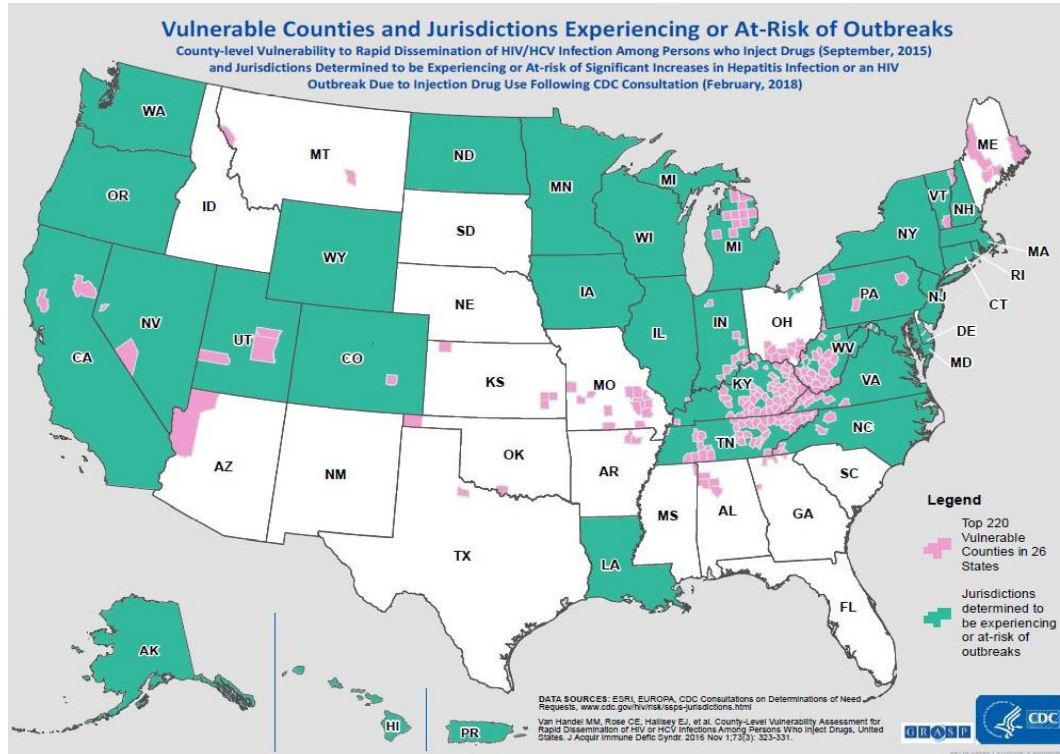 Vulnerable Counties and Jurisdictions Experiencing or At-Risk of Outbreaks
County-level Vulnerability to Rapid Dissemination of HIV/HCV Infection Among Persons who Inject Drugs (September, 2015)
and Jurisdictions Determined to be Experiencing or At-risk of Significant Increases in Hepatitis Infection or an HIV
Outbreak Due to Injection Drug Use Following CDC Consultation (February, 2018)
WA
MT
ND
MN
MI
ME
OR
ID
SD
WI
VT
NH
NY
MA
WY
MI
RI
NE
IA
PA
NJ
CT
NV
IL
IN
OH
DE
CA
UT
CO
WV
MD
KS
MO
KY
VA
AZ
NM
OK
AR
TN
NC
MS
AL
GA
SC
TX
LA
FL
AK
HI
PR
Legend
Top 220
Vulnerable
Counties in 26
States
Jurisdictions
determined to
be experiencing
or at-risk of
outbreaks
DATA SOURCES: ESRI, EUROPA, CDC Consultations on Determinations of Need
Requests, www.cdc.gov/hiv/risk/ssps-jurisdictions.html
Van Handel MM, Rose CE, Hallisey EJ, et al. County-Level Vulnerability Assessment for
Rapid Dissemination of HIV or HCV Infections Among Persons Who Inject Drugs, United
States. J Acquir Immune Defic Syndr. 2016 Nov 1;73(3): 323-331.
GRASP
CDC